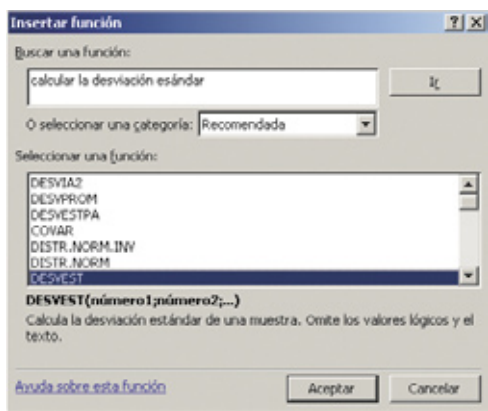 Insertar función
Buscar una función:
calcular la desviación esándar
Ir
O seleccionar una categoría: Recomendada
Seleccionar una función:
DESVIA2
DESVPROM
DESVESTPA
COVAR
DISTR.NORM.INV
DISTR.NORM
DESVEST
DESVEST(número1;número2;...)
Calcula la desviación estándar de una muestra. Omite los valores lógicos y el
texto.
Ayuda sobre esta función
Aceptar
Cancelar